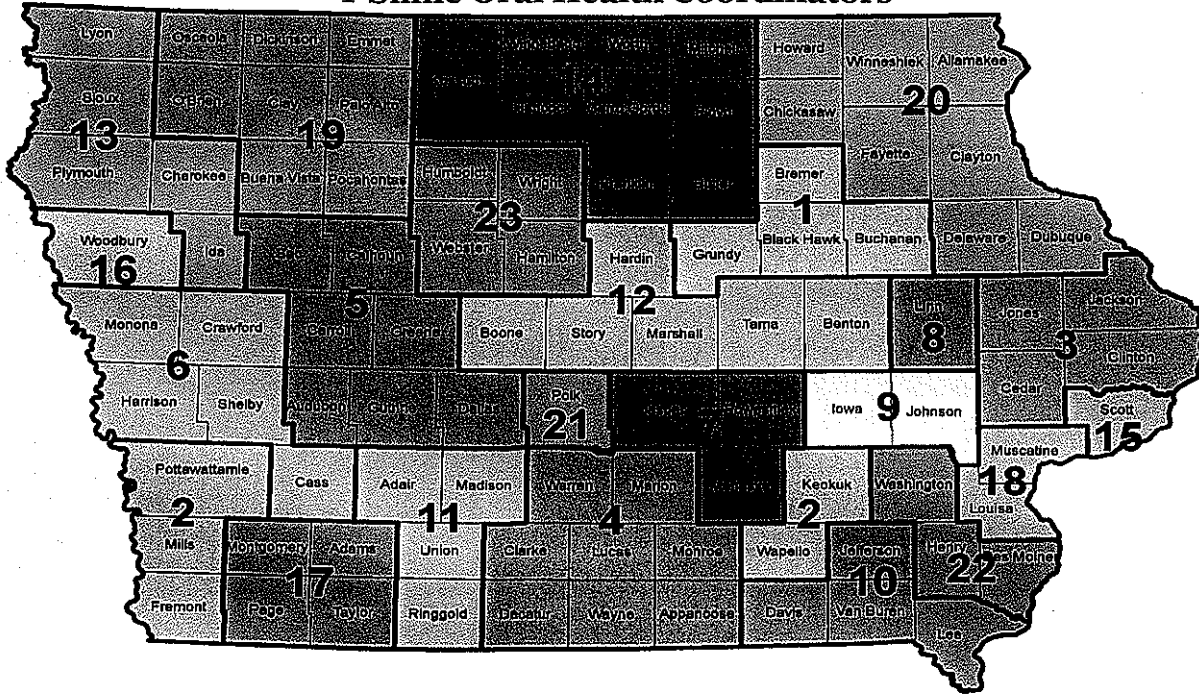 I-Smile Oral Health Coordinators
Lyon
Osceola
Dickinson
Emmet
Worth
Howard
Winneshiek
Allamakee
Sioux
O'Brien
Clay
Palo Alto
Chickasaw
20
13
19
Plymouth
Cherokee
Buena Vista
Pocahontas
Humboldt
Wright
Franklin
Butler
Bremer
Fayette
Clayton
23
1
Woodbury
16
Ida
Sac
Calhoun
Webster
Hamilton
Hardin
Grundy
Black Hawk
Buchanan
Delaware
Dubuque
5
12
Monona
Crawford
Carroll
Greene
Boone
Story
Marshall
Tama
Benton
Linn
8
Jones
Jackson
3
Clinton
6
Harrison
Shelby
Audubon
Guthrie
Dallas
Polk
21
Iowa
9
Johnson
Cedar
Scott
15
Muscatine
18
Louisa
Pottawattamie
2
Cass
Adair
Madison
11
Warren
Marion
4
Keokuk
2
Washington
Mills
Montgomery
Adams
17
Union
Clarke
Lucas
Monroe
Wapello
Jefferson
10
Henry
22
Des Moines
Fremont
Page
Taylor
Ringgold
Decatur
Wayne
Appanoose
Davis
Van Buren
Lee